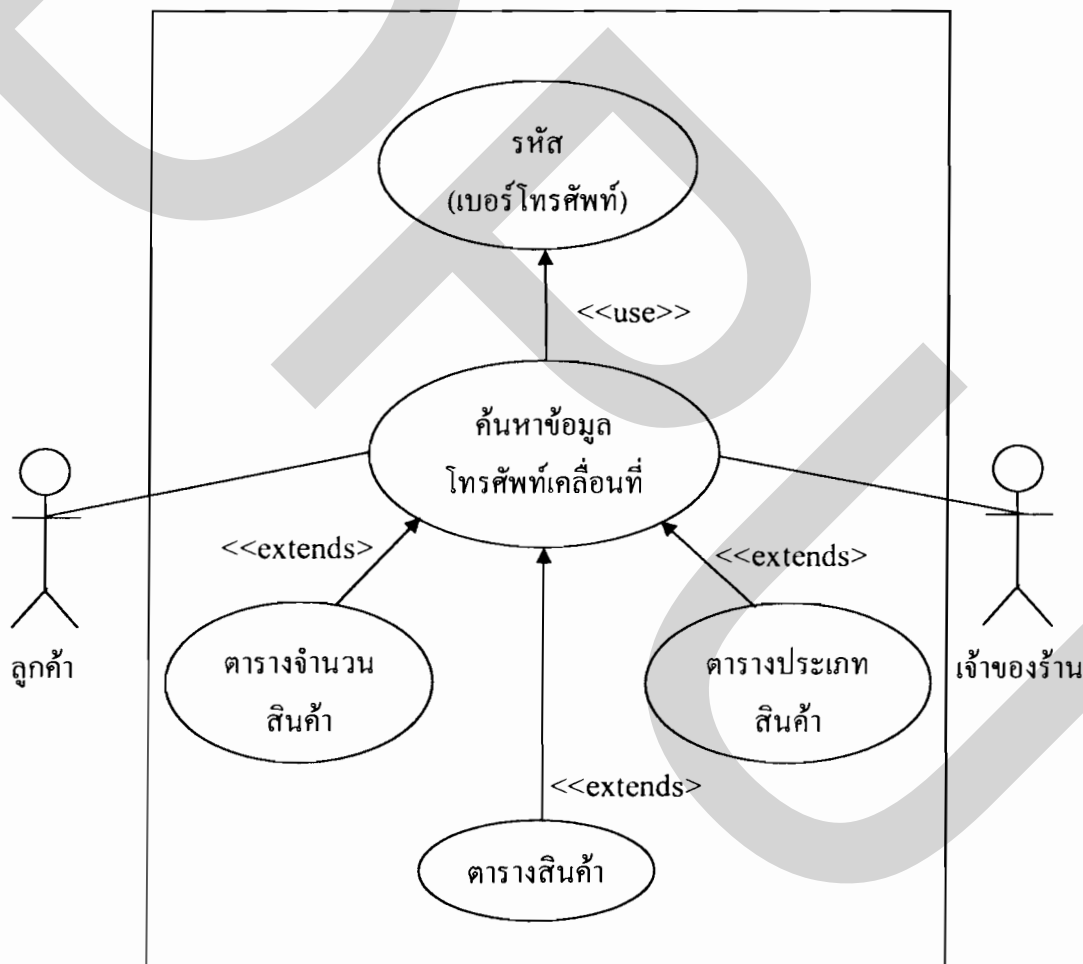 รหัส
(เบอร์โทรศัพท์)
<<use>>
ค้นหาข้อมูล
โทรศัพท์เคลื่อนที่
<<extends>
<<extends>
ลูกค้า
ตารางจำนวน
สินค้า
ตารางประเภท
สินค้า
เจ้าของร้าน
<<extends>
ตารางสินค้า
DPU